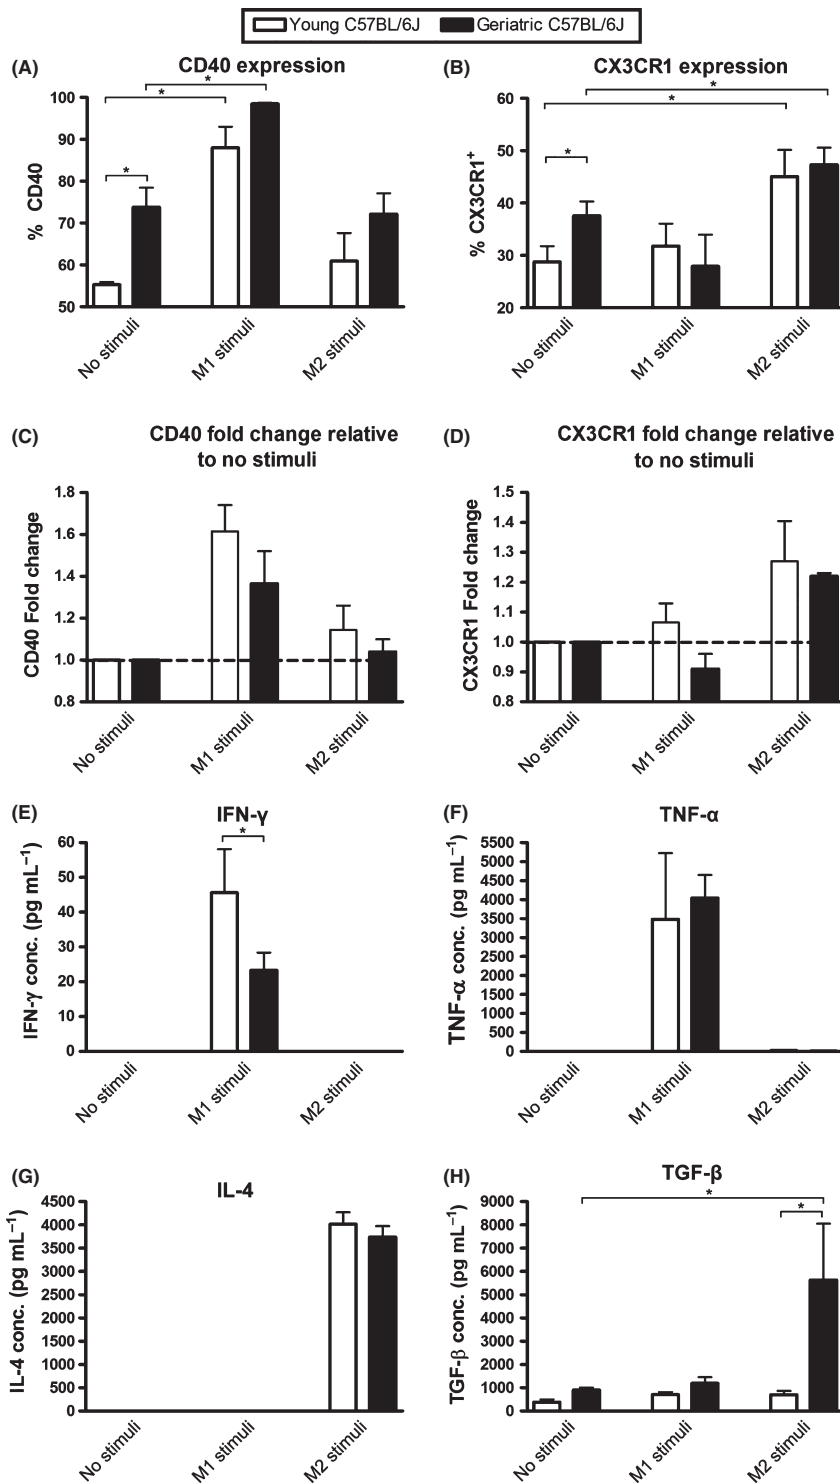 Young C57BL/6J Geriatric C57BL/6J
(A) CD40 expression
* *
*
% CD40
100
90
80
70
60
50
No stimuli M1 stimuli M2 stimuli
(B) CX3CR1 expression
* *
*
% CX3CR1+
60
50
40
30
20
No stimuli M1 stimuli M2 stimuli
(C) CD40 fold change relative
to no stimuli
CD40 Fold change
1.8
1.6
1.4
1.2
1.0
0.8
No stimuli M1 stimuli M2 stimuli
(D) CX3CR1 fold change relative
to no stimuli
CX3CR1 Fold change
1.5
1.4
1.3
1.2
1.1
1.0
0.9
0.8
No stimuli M1 stimuli M2 stimuli
(E) IFN-γ
*
IFN-γ conc. (pg mL−1)
60
50
40
30
20
10
0
No stimuli M1 stimuli M2 stimuli
(F) TNF-α
TNF-α conc. (pg mL−1)
5500
5000
4500
4000
3500
3000
2500
2000
1500
1000
500
0
No stimuli M1 stimuli M2 stimuli
(G) IL-4
IL-4 conc. (pg mL−1)
4500
4000
3500
3000
2500
2000
1500
1000
500
0
No stimuli M1 stimuli M2 stimuli
(H) TGF-β
*
*
TGF-β conc. (pg mL−1)
9000
8000
7000
6000
5000
4000
3000
2000
1000
0
No stimuli M1 stimuli M2 stimuli